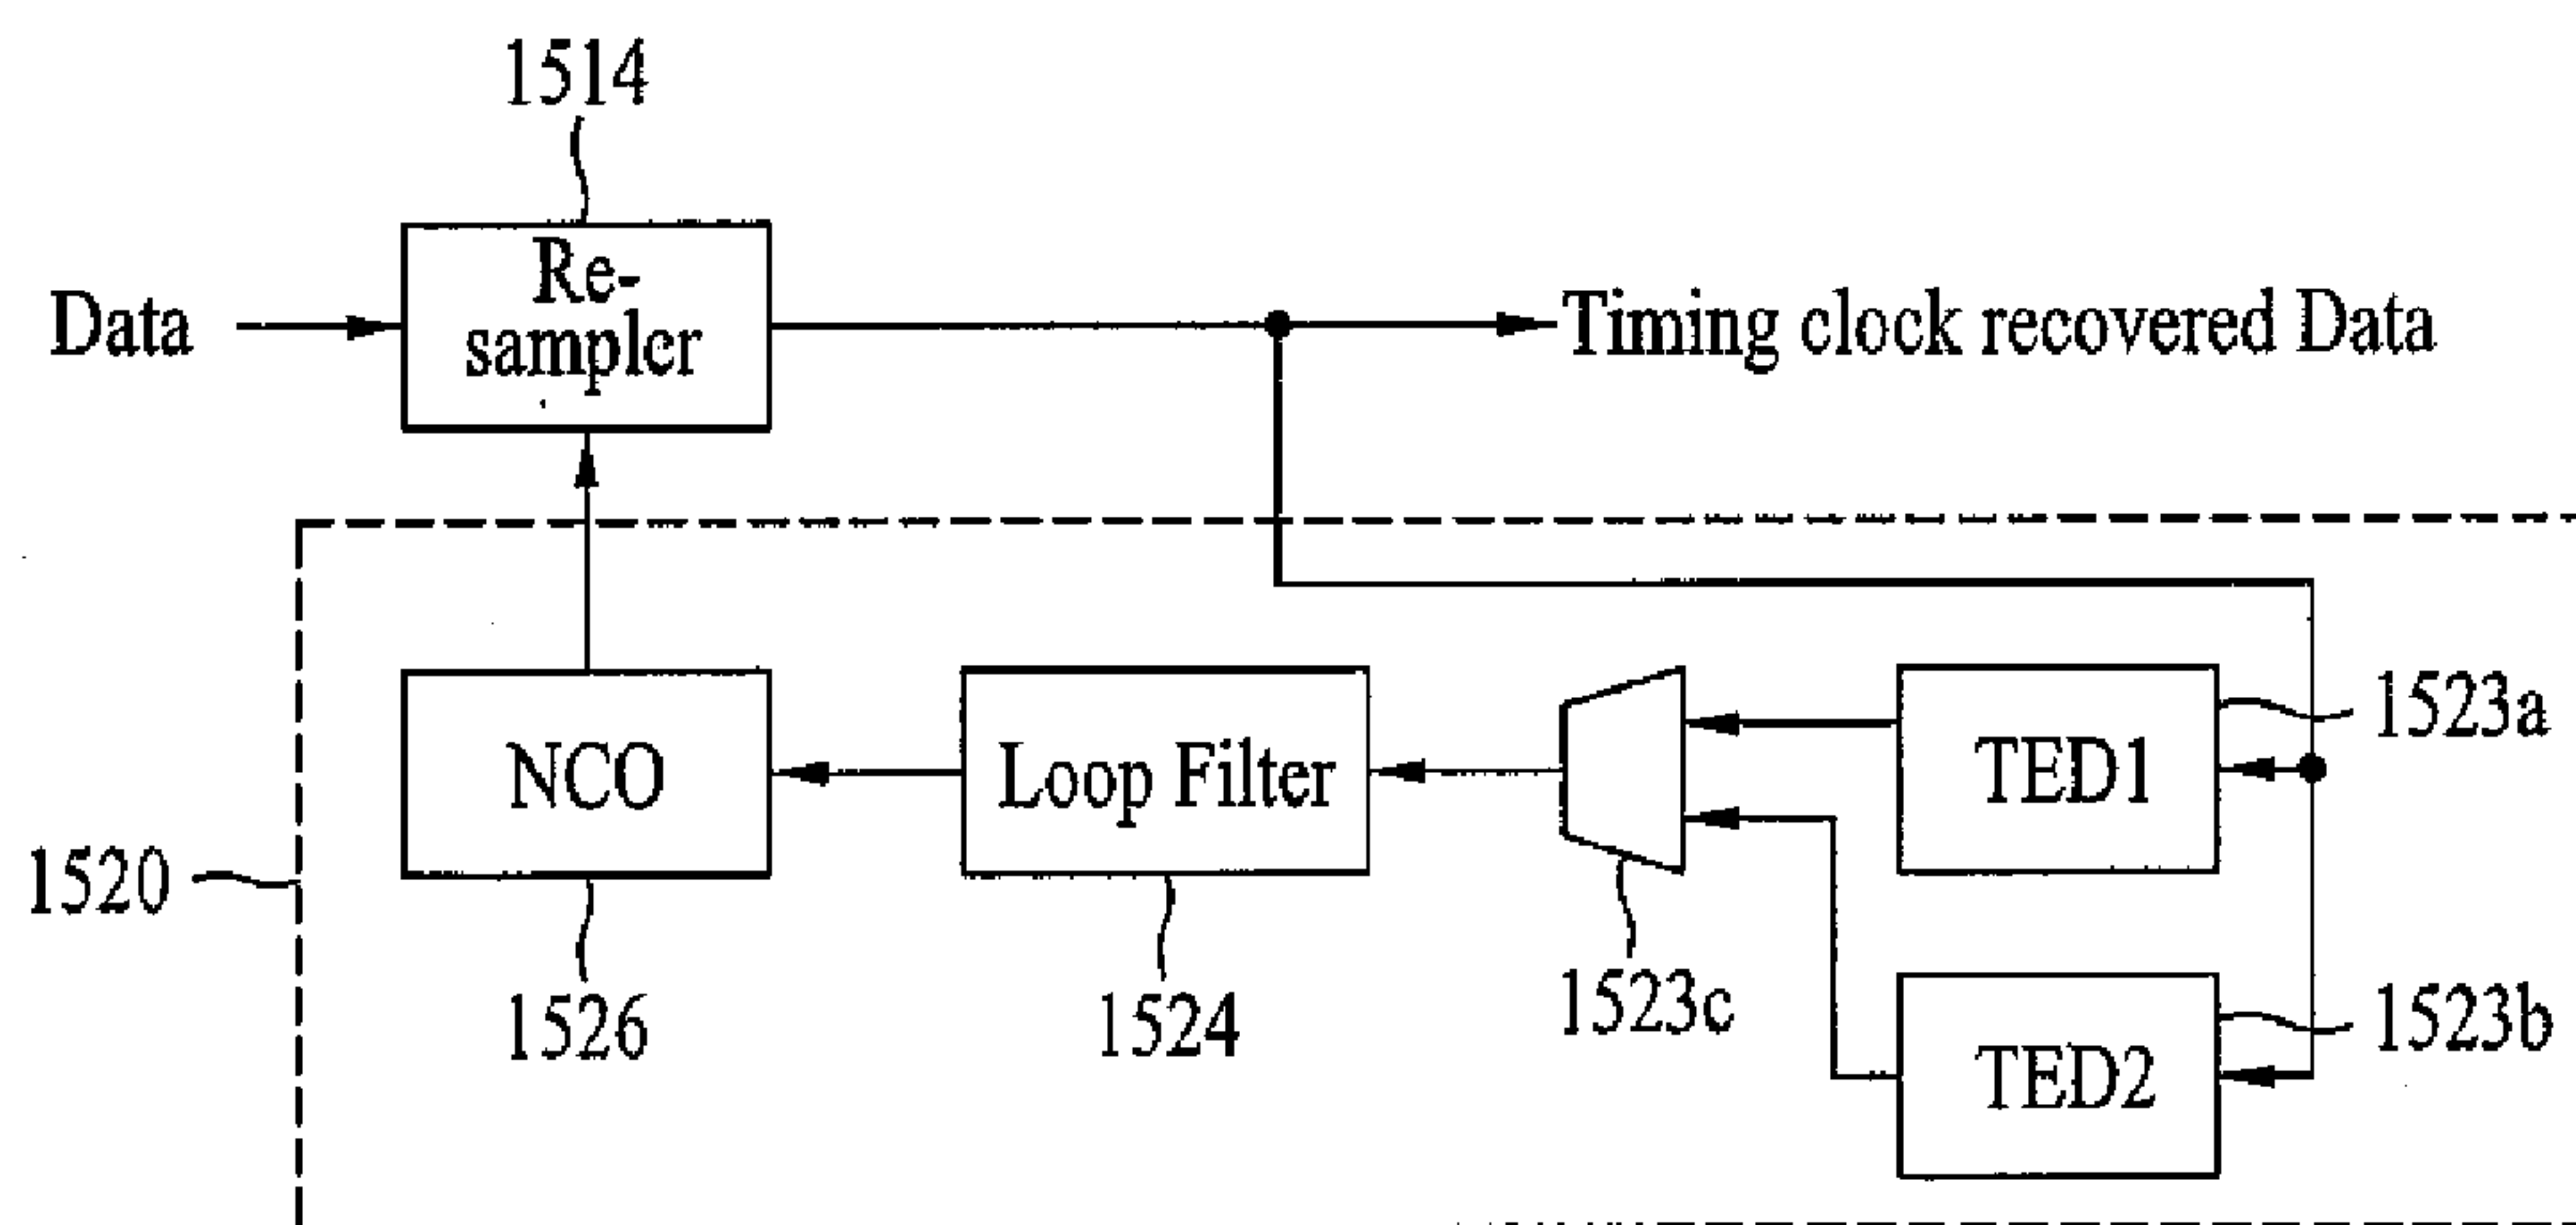 1514
Data
Re-
sampler
Timing clock recovered Data
NCO
Loop Filter
TED1
1523a
1520
1526
1524
1523c
TED2
1523b